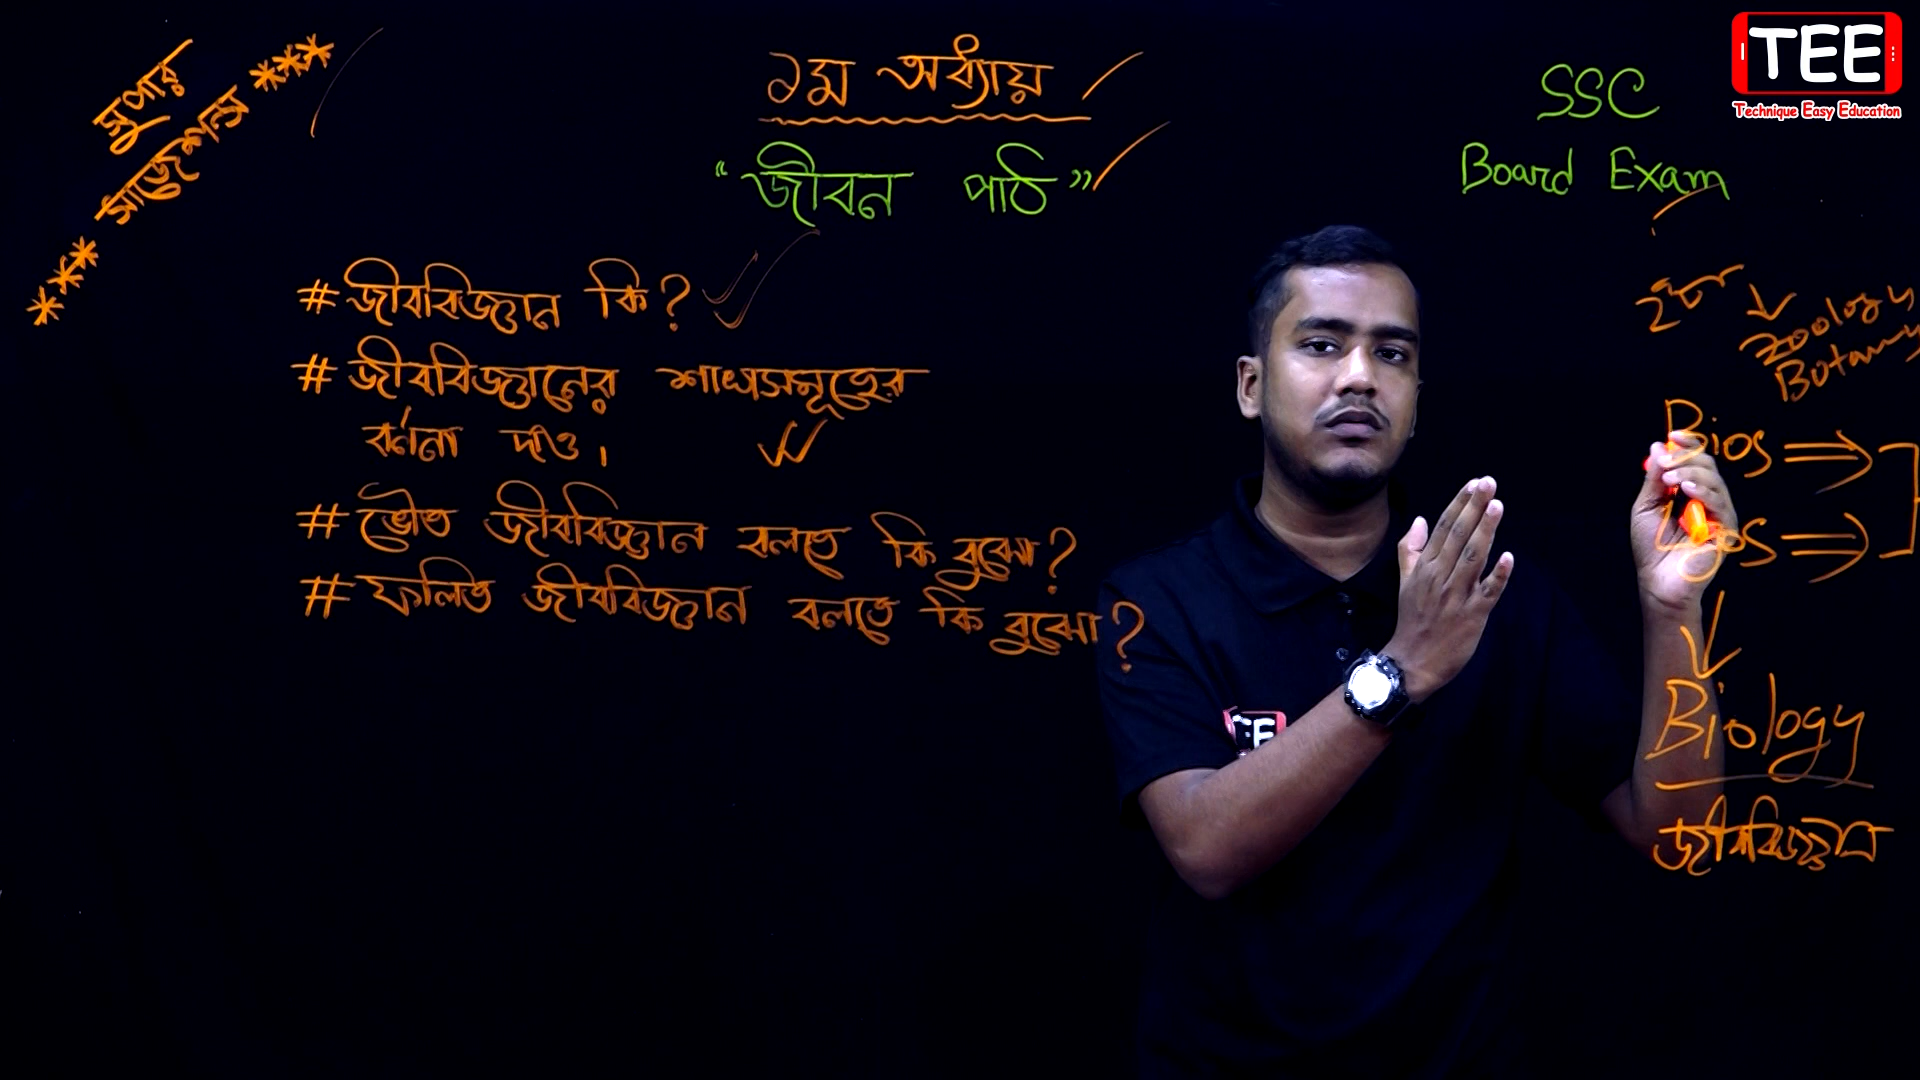 সুপার
*** সাজেশন্স ***
১ম অধ্যায়
“জীবন পাঠ”
# জীববিজ্ঞান কি?
# জীববিজ্ঞানের শাখাসমূহের
বর্ণনা দাও।
# ভৌত জীববিজ্ঞান বলতে কি বুঝো?
# ফলিত জীববিজ্ঞান বলতে কি বুঝো?
TEE
Technique Easy Education
SSC
Board Exam
Zoology
Botany
Bios ⇒
Logos ⇒
Biology
জীববিজ্ঞান